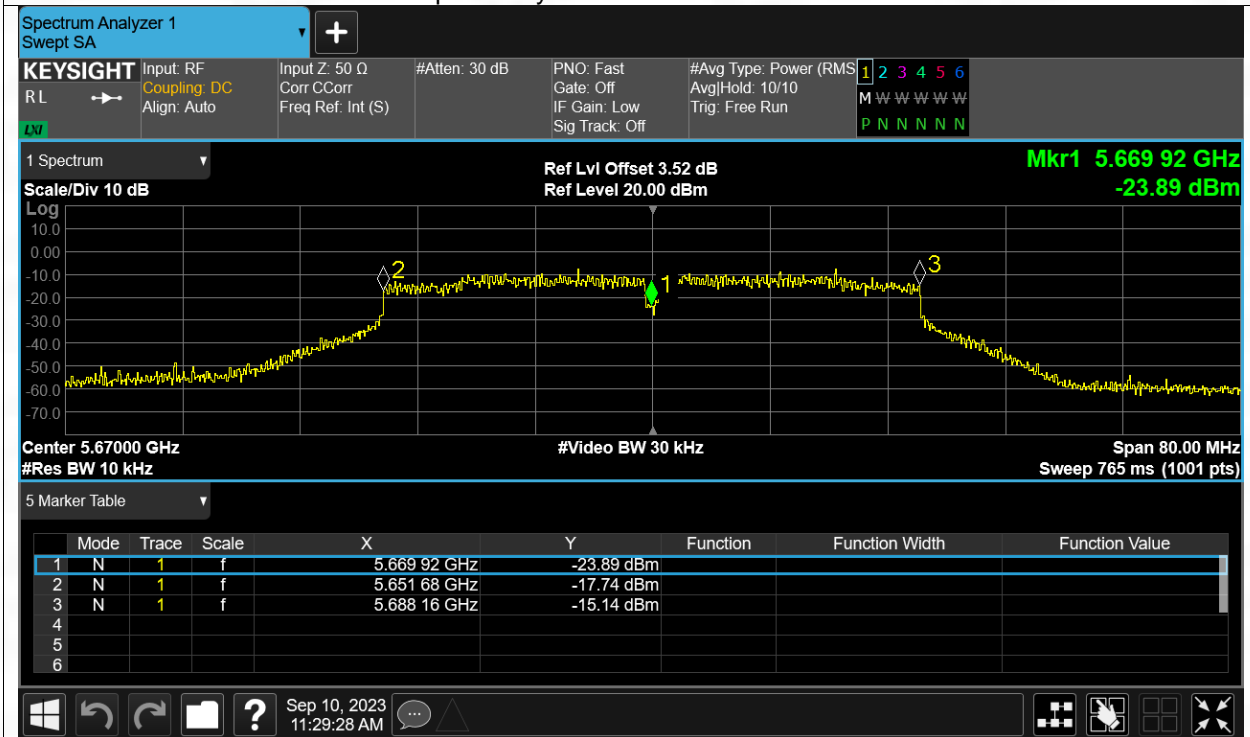 Spectrum Analyzer 1
Swept SA
+
KEYSIGHT
R L
LXI
Input: RF
Coupling: DC
Align: Auto
Input Z: 50 Ω
Corr CCorr
Freq Ref: Int (S)
#Atten: 30 dB
PNO: Fast
Gate: Off
IF Gain: Low
Sig Track: Off
#Avg Type: Power (RMS
Avg|Hold: 10/10
Trig: Free Run
1 2 3 4 5 6
M W W W W W
P N N N N N
1 Spectrum
Scale/Div 10 dB
Ref Lvl Offset 3.52 dB
Ref Level 20.00 dBm
Mkr1 5.669 92 GHz
-23.89 dBm
Log
10.0
0.00
-10.0
-20.0
-30.0
-40.0
-50.0
-60.0
-70.0
2
1
3
Center 5.67000 GHz
#Video BW 30 kHz
Span 80.00 MHz
#Res BW 10 kHz
Sweep 765 ms (1001 pts)
5 Marker Table
Mode Trace Scale X Y Function Function Width Function Value
1 N 1 f 5.669 92 GHz -23.89 dBm
2 N 1 f 5.651 68 GHz -17.74 dBm
3 N 1 f 5.688 16 GHz -15.14 dBm
4
5
6
?
Sep 10, 2023
11:29:28 AM